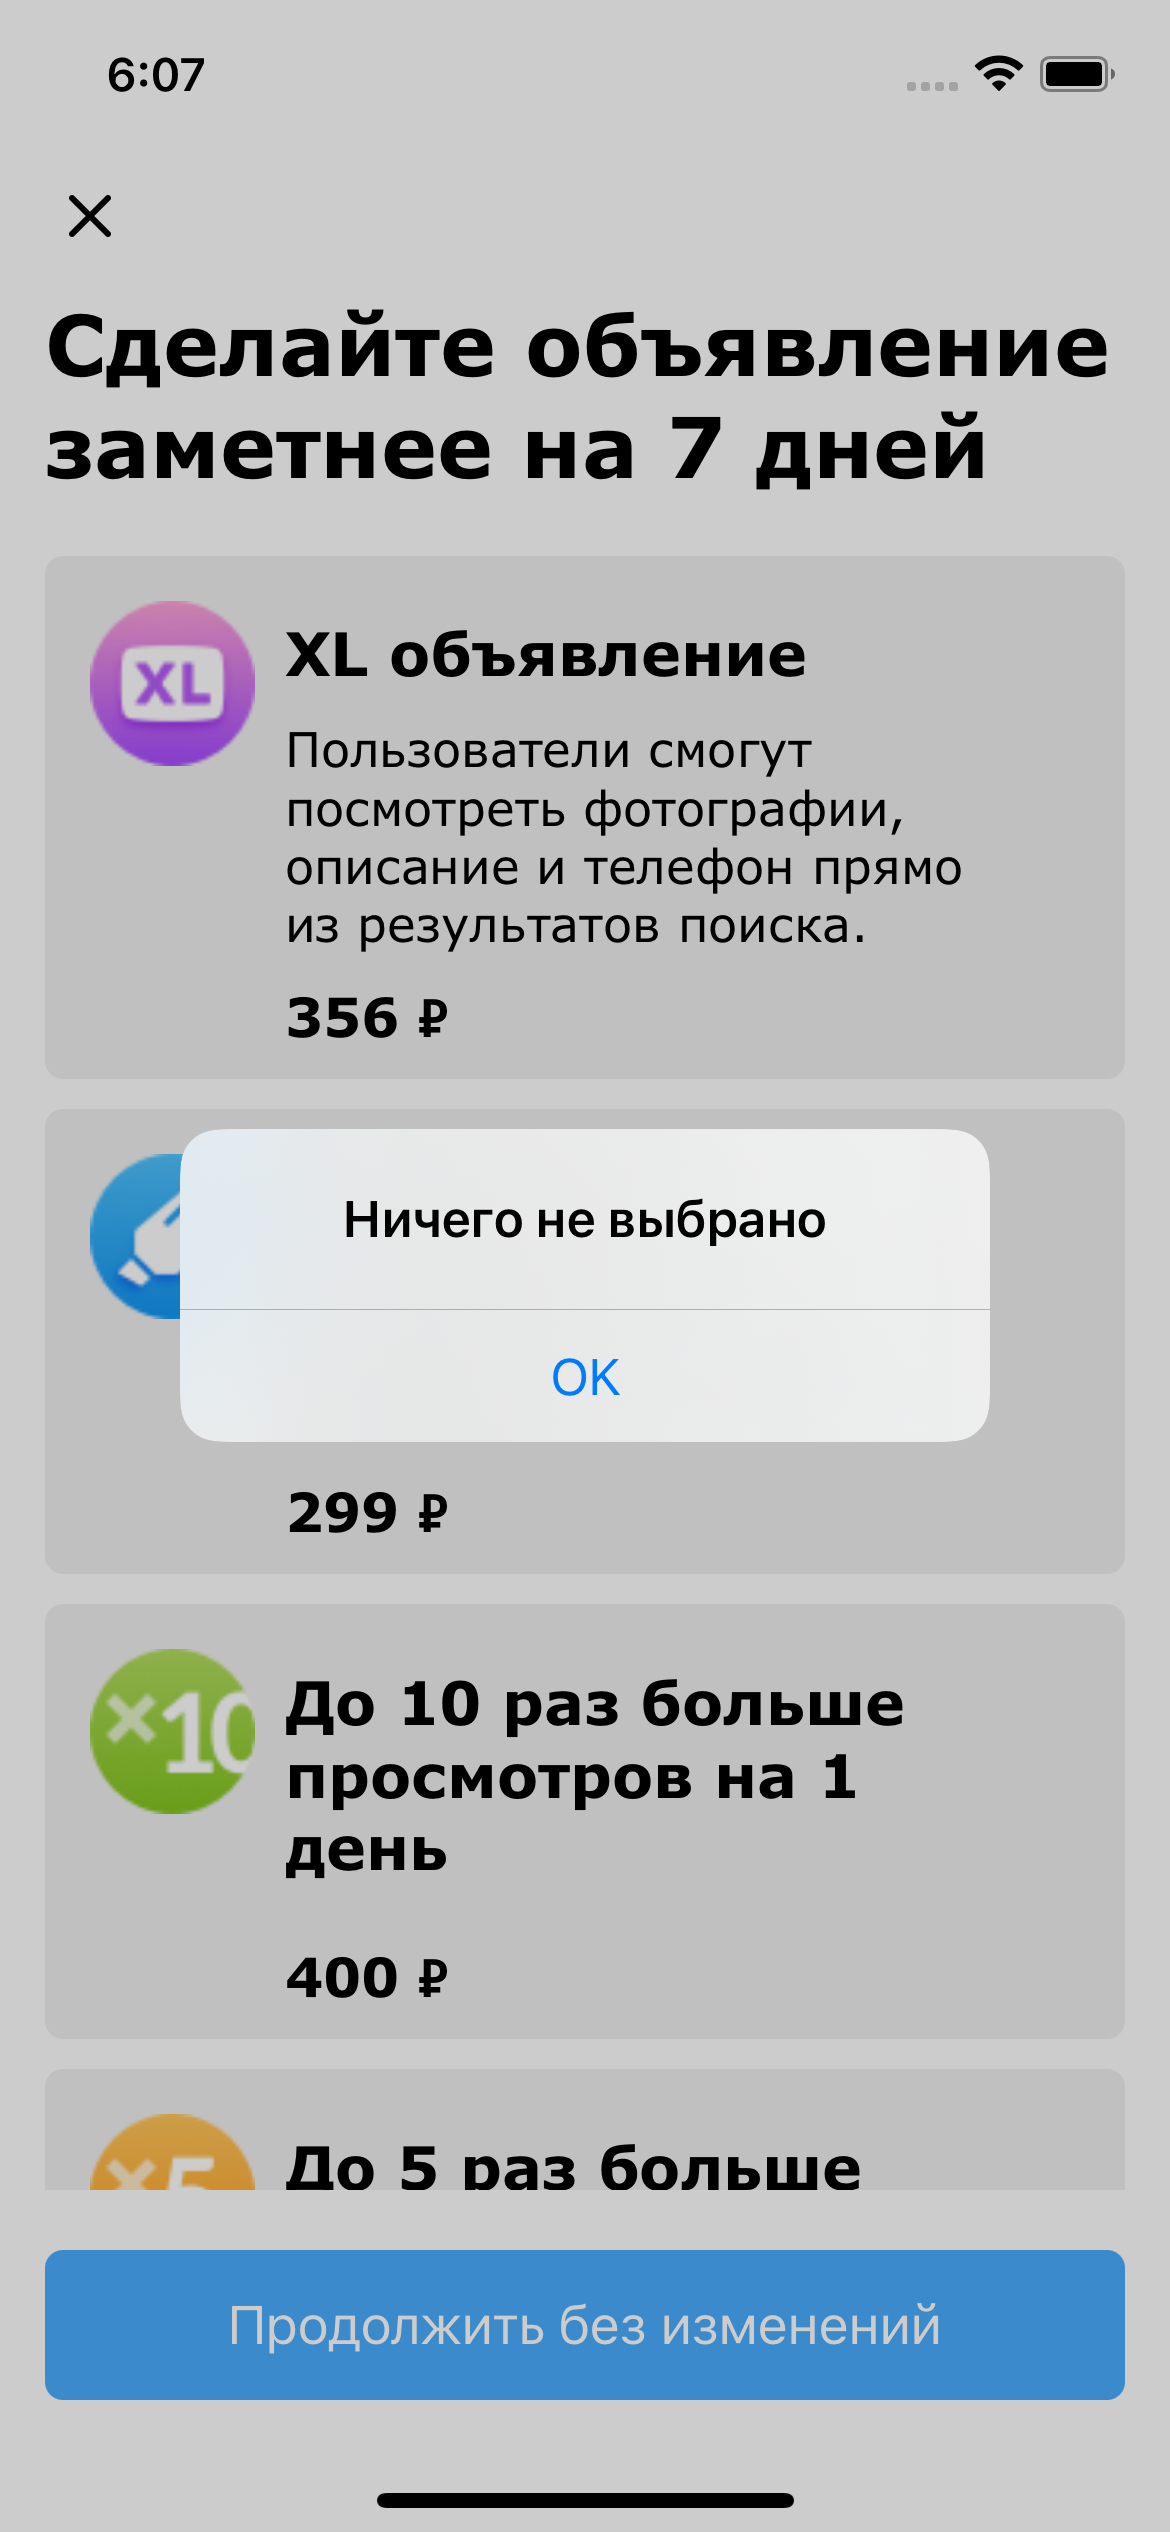 6:07
Сделайте объявление
заметнее на 7 дней
XL
XL объявление
Пользователи смогут
посмотреть фотографии,
описание и телефон прямо
из результатов поиска.
356 ₽
Ничего не выбрано
OK
299 ₽
×10
До 10 раз больше
просмотров на 1
день
400 ₽
×5
До 5 раз больше
Продолжить без изменений